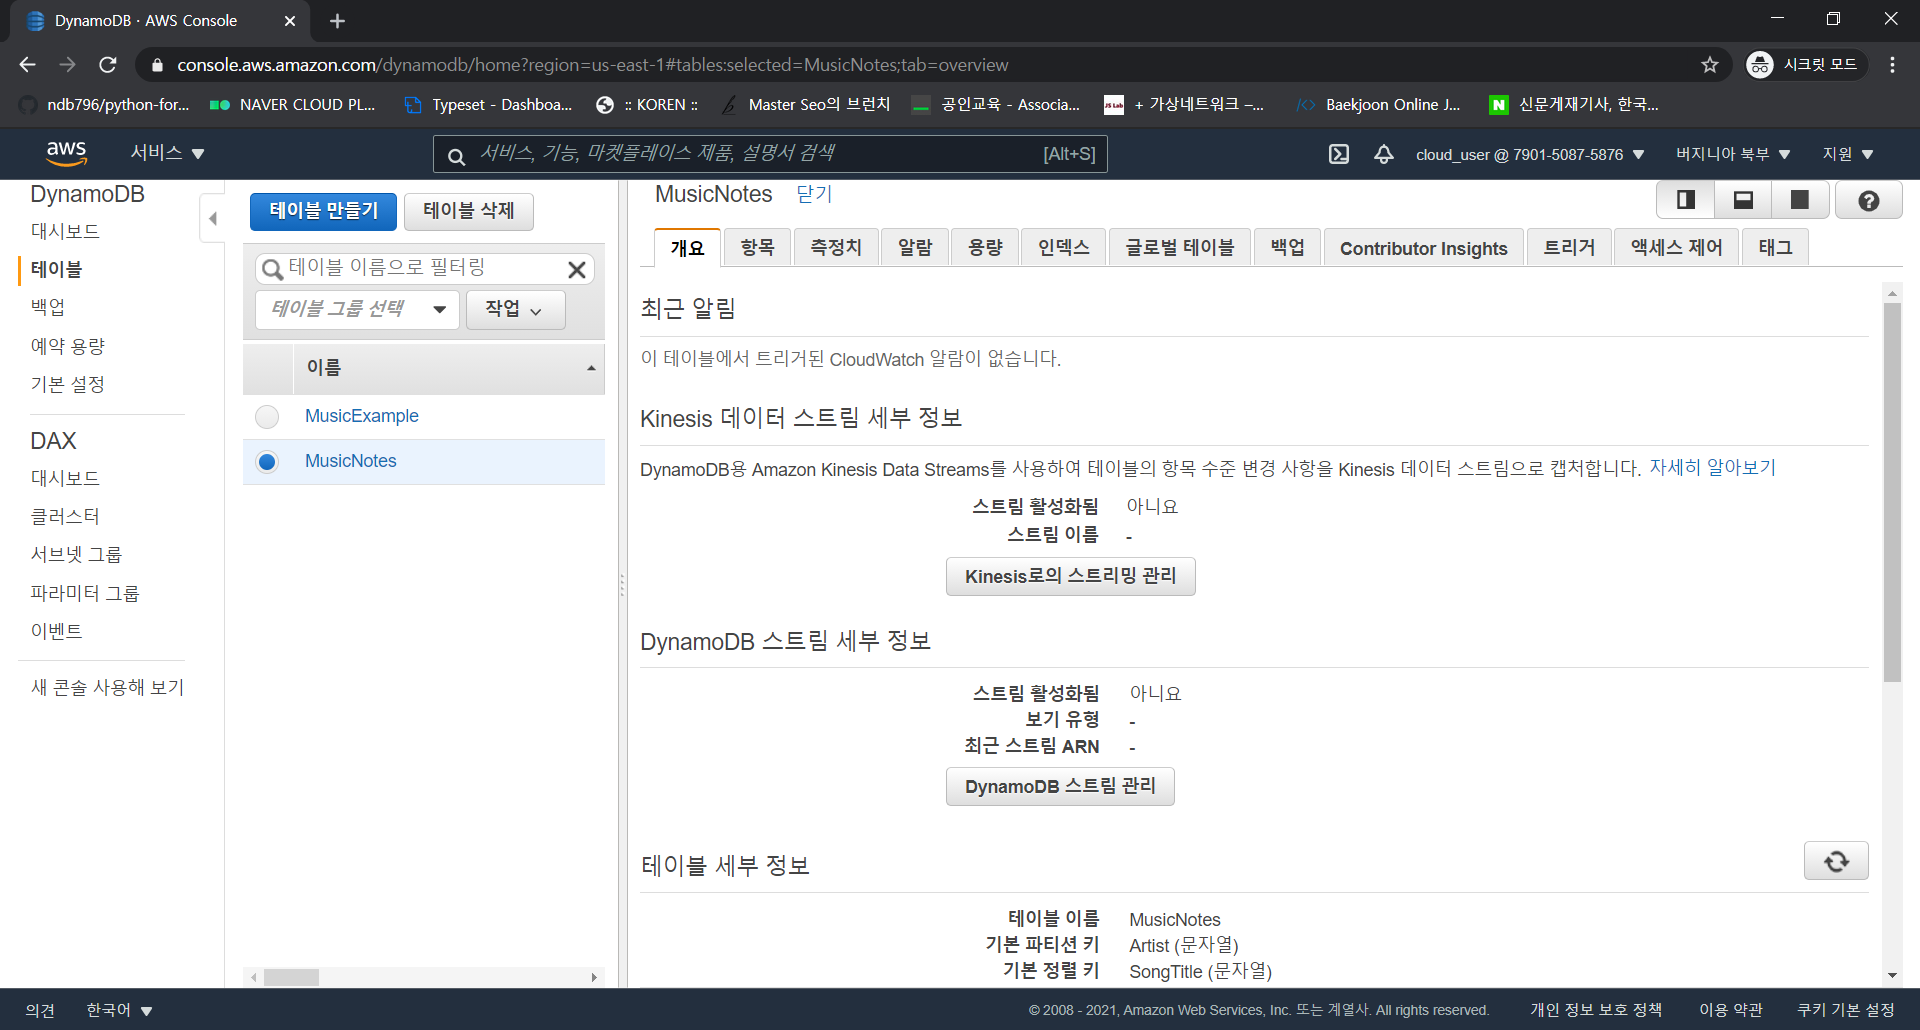 DynamoDB · AWS Console
console.aws.amazon.com/dynamodb/home?region=us-east-1#tables:selected=MusicNotes;tab=overview
시크릿 모드
ndb796/python-for...
NAVER CLOUD PL...
Typeset - Dashboa...
:: KOREN ::
Master Seo의 브런치
공인교육 - Associa...
JS Lab
+ 가상네트워크 –...
Baekjoon Online J...
N
신문게재기사, 한국...
aws
서비스
서비스, 기능, 마켓플레이스 제품, 설명서 검색
[Alt+S]
cloud_user @ 7901-5087-5876
버지니아 북부
지원
DynamoDB
대시보드
테이블
백업
예약 용량
기본 설정
DAX
대시보드
클러스터
서브넷 그룹
파라미터 그룹
이벤트
새 콘솔 사용해 보기
테이블 만들기
테이블 삭제
테이블 이름으로 필터링
테이블 그룹 선택
작업
이름
MusicExample
MusicNotes
MusicNotes 닫기
개요
항목
측정치
알람
용량
인덱스
글로벌 테이블
백업
Contributor Insights
트리거
액세스 제어
태그
최근 알림
이 테이블에서 트리거된 CloudWatch 알람이 없습니다.
Kinesis 데이터 스트림 세부 정보
DynamoDB용 Amazon Kinesis Data Streams를 사용하여 테이블의 항목 수준 변경 사항을 Kinesis 데이터 스트림으로 캡처합니다. 자세히 알아보기
스트림 활성화됨 아니요
스트림 이름 -
Kinesis로의 스트리밍 관리
DynamoDB 스트림 세부 정보
스트림 활성화됨 아니요
보기 유형 -
최근 스트림 ARN -
DynamoDB 스트림 관리
테이블 세부 정보
테이블 이름 MusicNotes
기본 파티션 키 Artist (문자열)
기본 정렬 키 SongTitle (문자열)
의견
한국어
© 2008 - 2021, Amazon Web Services, Inc. 또는 계열사. All rights reserved.
개인 정보 보호 정책
이용 약관
쿠키 기본 설정